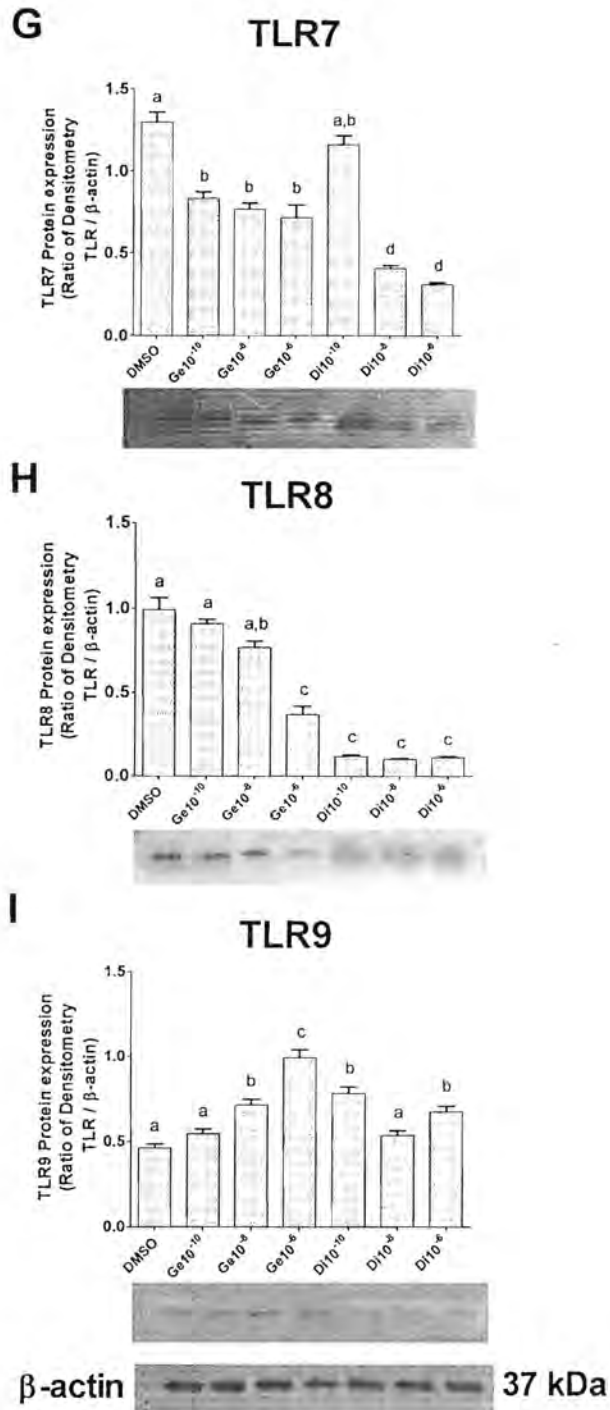 G
TLR7
TLR7 Protein expression
(Ratio of Densitometry
TLR / β-actin)
1.5
1.0
0.5
0.0
a
b
b
b
a,b
d
d
DMSO
Ge10⁻¹⁰
Ge10⁻⁸
Ge10⁻⁶
Di10⁻¹⁰
Di10⁻⁸
Di10⁻⁶
H
TLR8
TLR8 Protein expression
(Ratio of Densitometry
TLR / β-actin)
1.5
1.0
0.5
0.0
a
a
a,b
c
c
c
c
DMSO
Ge10⁻¹⁰
Ge10⁻⁸
Ge10⁻⁶
Di10⁻¹⁰
Di10⁻⁸
Di10⁻⁶
I
TLR9
TLR9 Protein expression
(Ratio of Densitometry
TLR / β-actin)
1.5
1.0
0.5
0.0
a
a
b
c
b
a
b
DMSO
Ge10⁻¹⁰
Ge10⁻⁸
Ge10⁻⁶
Di10⁻¹⁰
Di10⁻⁸
Di10⁻⁶
β-actin
37 kDa